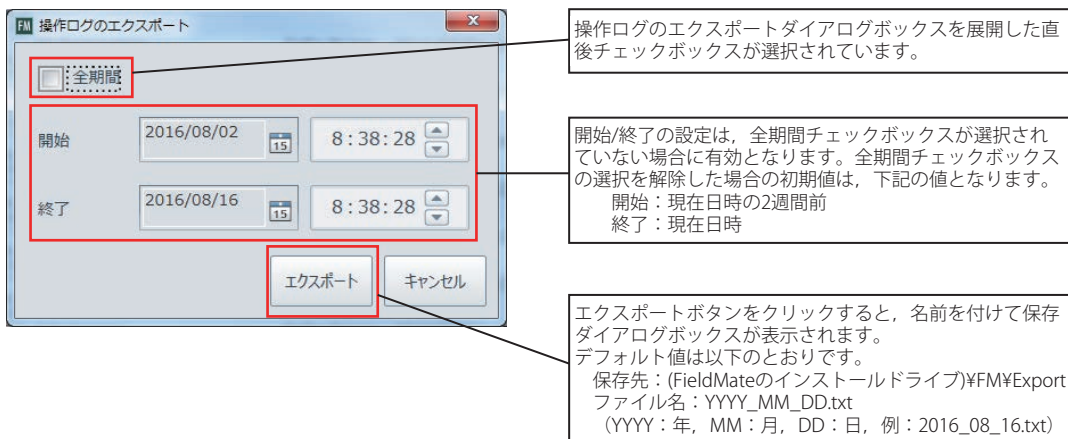 FM 操作ログのエクスポート
全期間
開始 2016/08/02 15 8:38:28
終了 2016/08/16 15 8:38:28
エクスポート キャンセル
操作ログのエクスポートダイアログボックスを展開した直
後チェックボックスが選択されています。
開始/終了の設定は，全期間チェックボックスが選択され
ていない場合に有効となります。全期間チェックボックス
の選択を解除した場合の初期値は，下記の値となります。
開始：現在日時の2週間前
終了：現在日時
エクスポートボタンをクリックすると，名前を付けて保存
ダイアログボックスが表示されます。
デフォルト値は以下のとおりです。
保存先：(FieldMateのインストールドライブ)¥FM¥Export
ファイル名：YYYY_MM_DD.txt
（YYYY：年，MM：月，DD：日，例：2016_08_16.txt）